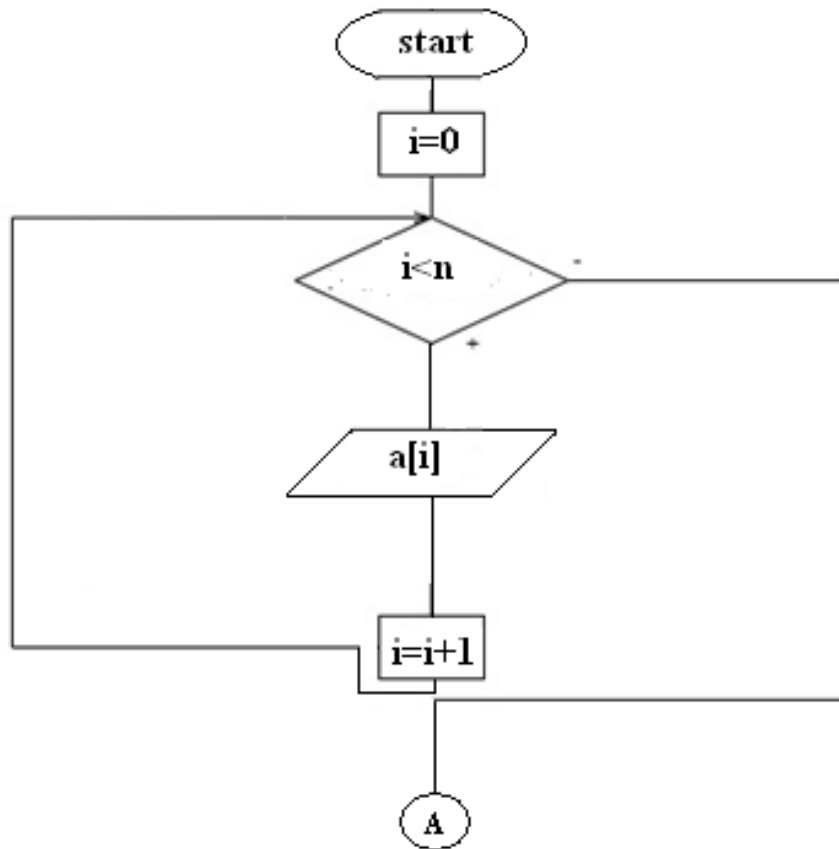 start
i=0
i<n
-
+
a[i]
i=i+1
A